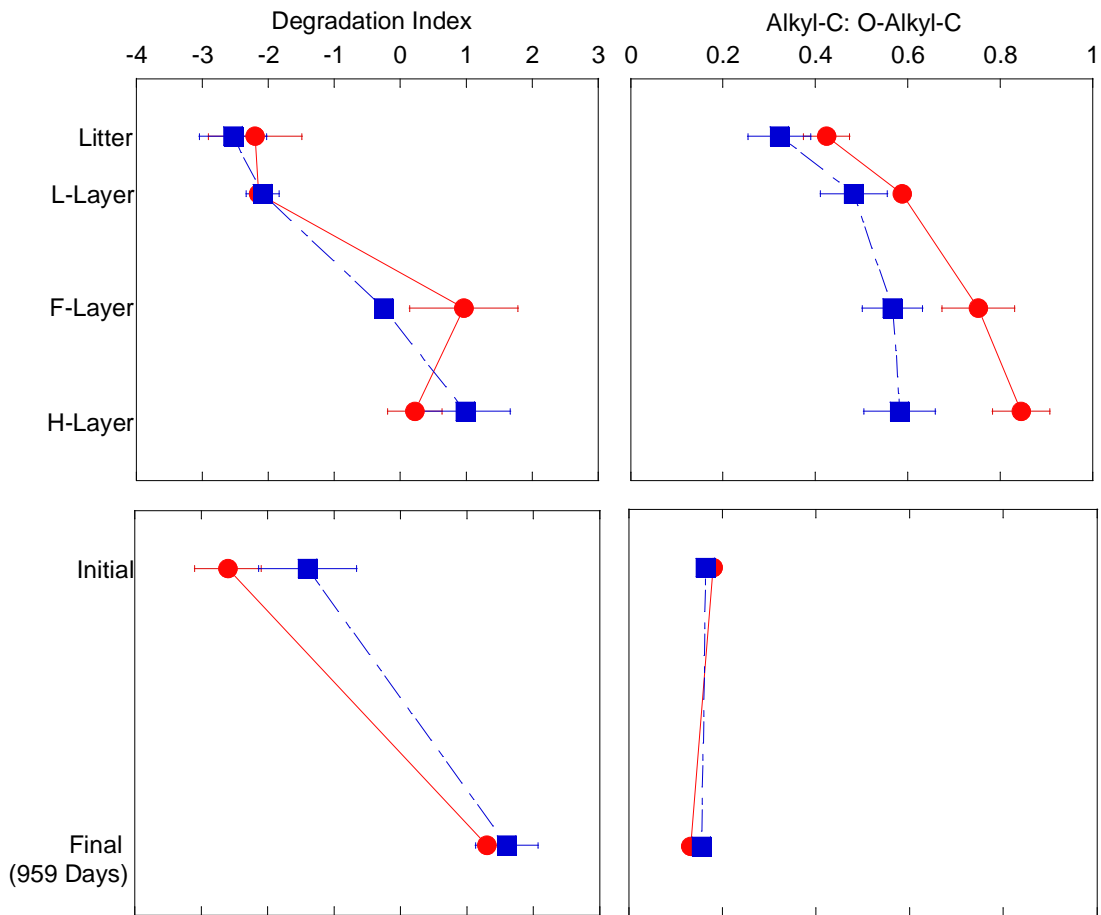 Degradation Index
Alkyl-C: O-Alkyl-C
-4 -3 -2 -1 0 1 2 3
0 0.2 0.4 0.6 0.8 1
Litter
L-Layer
F-Layer
H-Layer
Initial
Final
(959 Days)